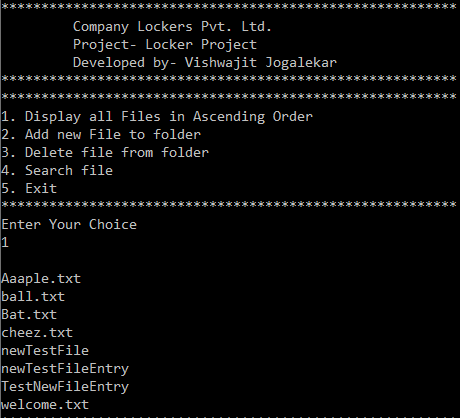 ***************************************************
Company Lockers Pvt. Ltd.
Project- Locker Project
Developed by- Vishwajit Jogalekar
***************************************************
***************************************************
1. Display all Files in Ascending Order
2. Add new File to folder
3. Delete file from folder
4. Search file
5. Exit
***************************************************
Enter Your Choice
1
Aaaple.txt
ball.txt
Bat.txt
cheez.txt
newTestFile
newTestFileEntry
TestNewFileEntry
welcome.txt